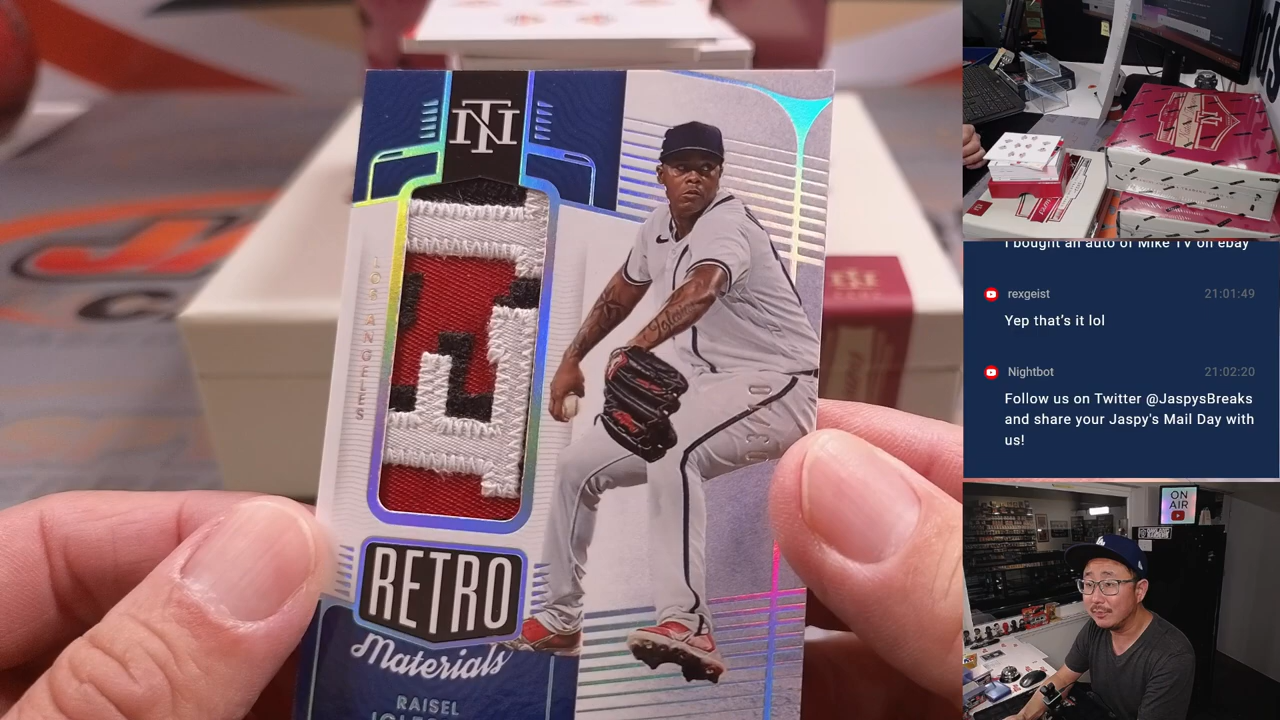 NT
LOS ANGELES
RETRO
Materials
RAISEL
Iglesias
ON
AIR
I bought an auto of Mike TV on ebay
rexgeist
21:01:49
Yep that's it lol
Nightbot
21:02:20
Follow us on Twitter @JaspysBreaks
and share your Jaspy's Mail Day with
us!